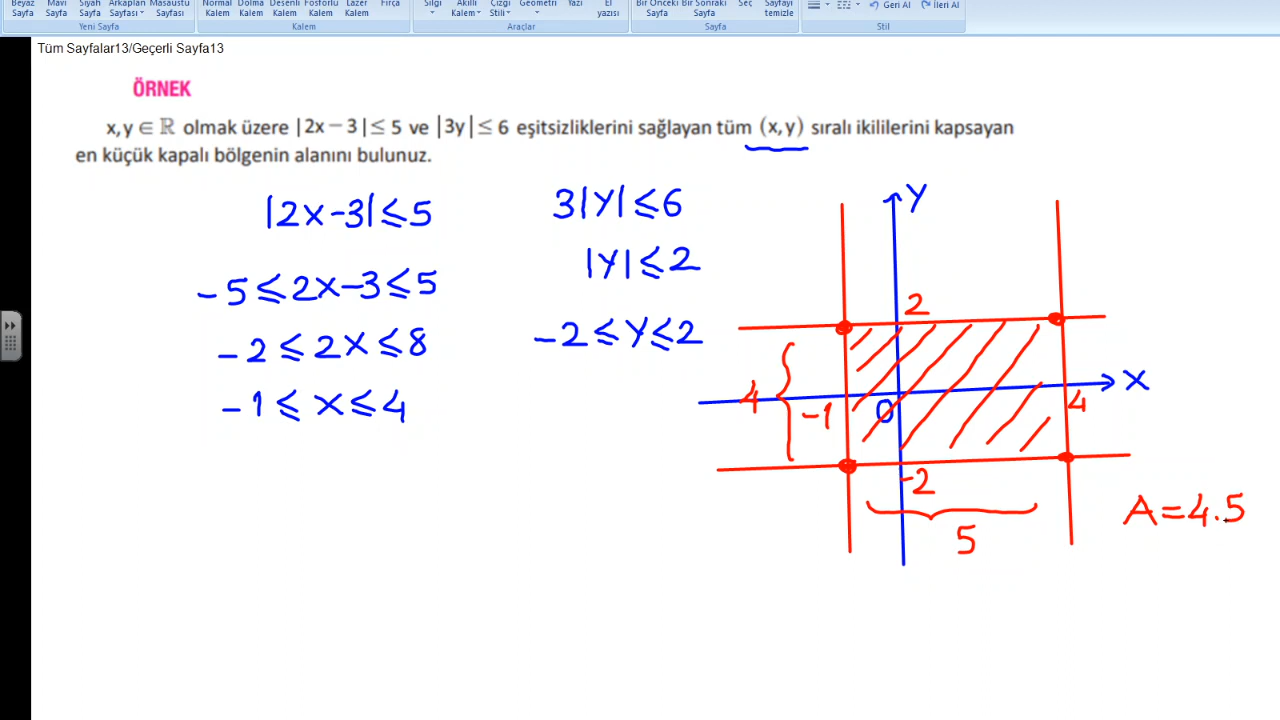 Beyaz Sayfa Mavi Sayfa Siyah Sayfa Arkaplan Sayfası Masaüstü Sayfası Normal Kalem Dolma Kalem Desenli Kalem Fosforlu Kalem Lazer Kalem Fırça Silgi Akıllı Kalem Çizgi Stili Geometri Yazı El yazısı Bir Önceki Sayfa Bir Sonraki Sayfa Seç Sayfayı temizle Geri Al İleri Al
Yeni Sayfa Kalem Araçlar Sayfa Stil
Tüm Sayfalar13/Geçerli Sayfa13
ÖRNEK
x, y ∈ ℝ olmak üzere |2x − 3| ≤ 5 ve |3y| ≤ 6 eşitsizliklerini sağlayan tüm (x, y) sıralı ikililerini kapsayan
en küçük kapalı bölgenin alanını bulunuz.
|2x-3| ≤ 5
-5 ≤ 2x-3 ≤ 5
-2 ≤ 2x ≤ 8
-1 ≤ x ≤ 4
3|y| ≤ 6
|y| ≤ 2
-2 ≤ y ≤ 2
y
2
x
4
-1
0
4
-2
5
A=4.5